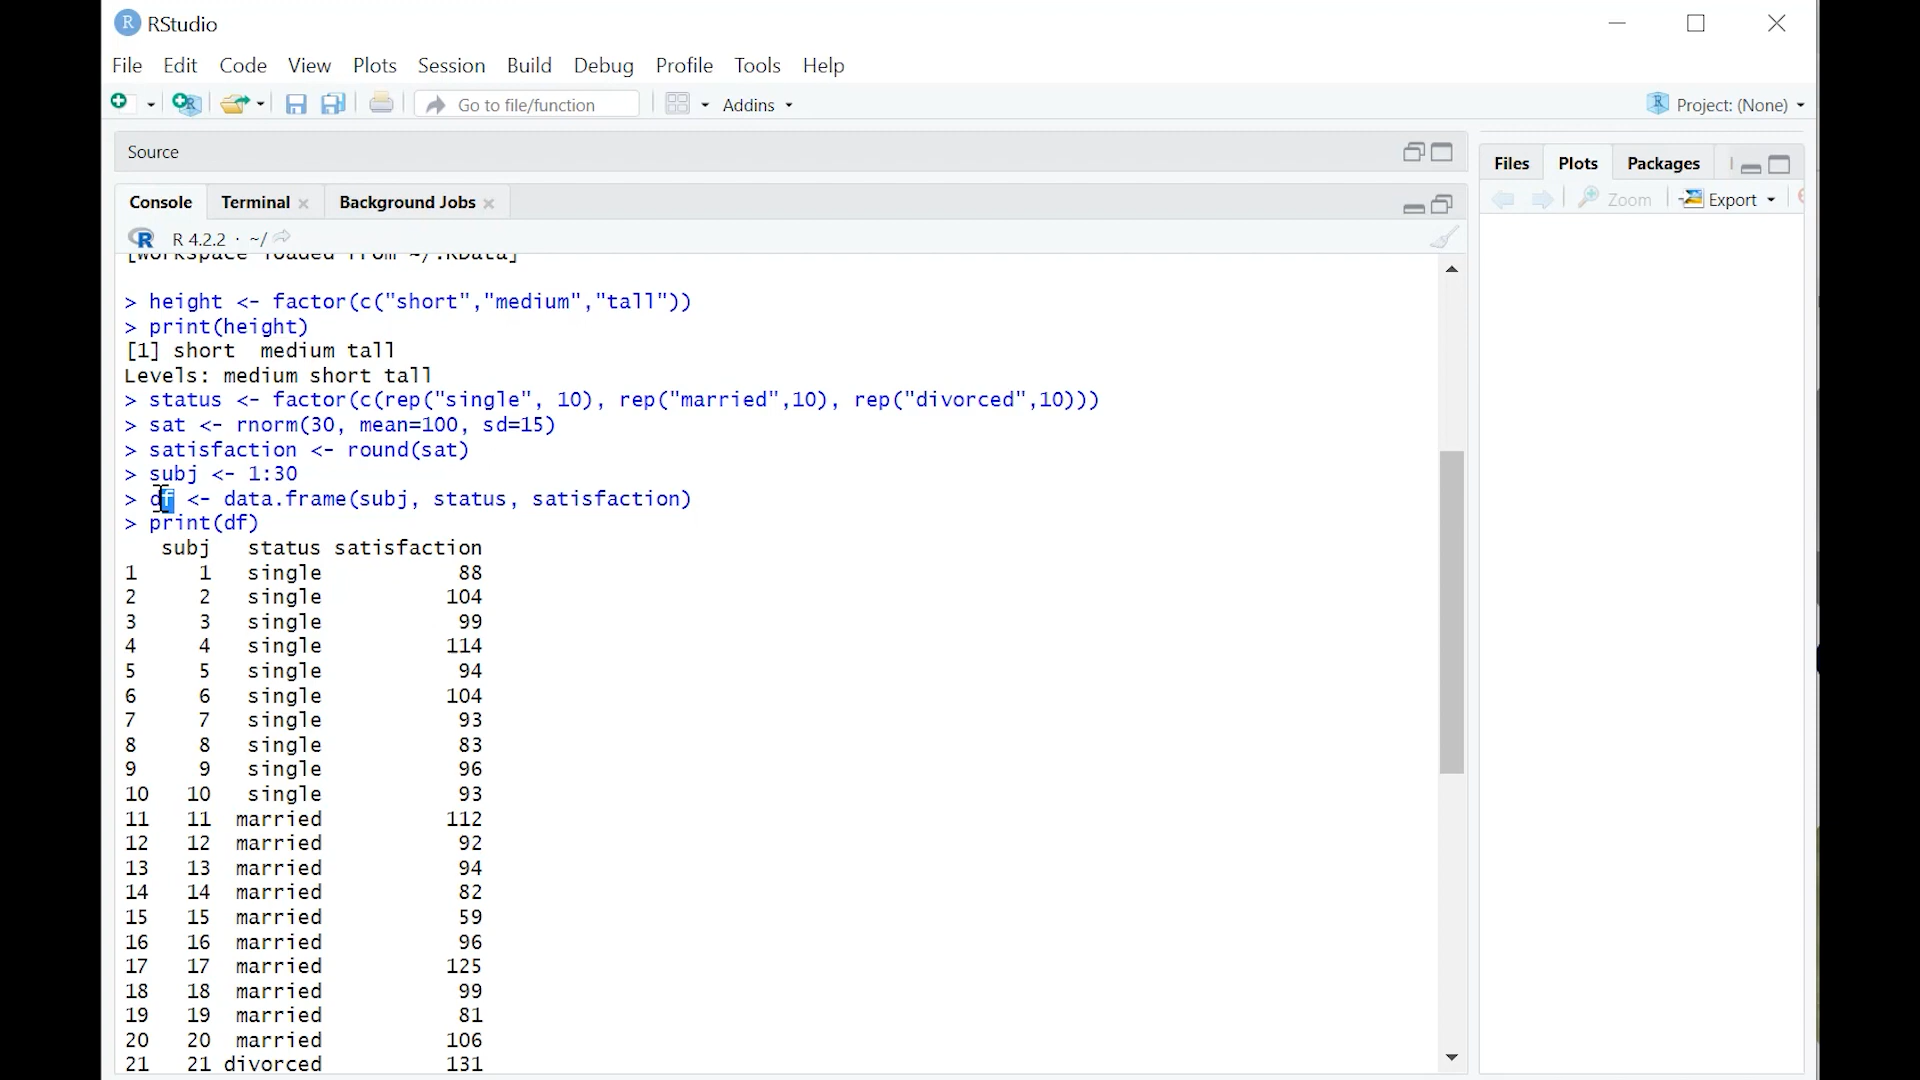 RStudio
File Edit Code View Plots Session Build Debug Profile Tools Help
Go to file/function Addins Project: (None)
Source
Files Plots Packages
Console Terminal Background Jobs
Zoom Export
R 4.2.2 · ~/
[Workspace loaded from ~/.RData]
> height <- factor(c("short","medium","tall"))
> print(height)
[1] short  medium tall
Levels: medium short tall
> status <- factor(c(rep("single", 10), rep("married",10), rep("divorced",10)))
> sat <- rnorm(30, mean=100, sd=15)
> satisfaction <- round(sat)
> subj <- 1:30
> df <- data.frame(subj, status, satisfaction)
> print(df)
subj status satisfaction
1 1 single 88
2 2 single 104
3 3 single 99
4 4 single 114
5 5 single 94
6 6 single 104
7 7 single 93
8 8 single 83
9 9 single 96
10 10 single 93
11 11 married 112
12 12 married 92
13 13 married 94
14 14 married 82
15 15 married 59
16 16 married 96
17 17 married 125
18 18 married 99
19 19 married 81
20 20 married 106
21 21 divorced 131